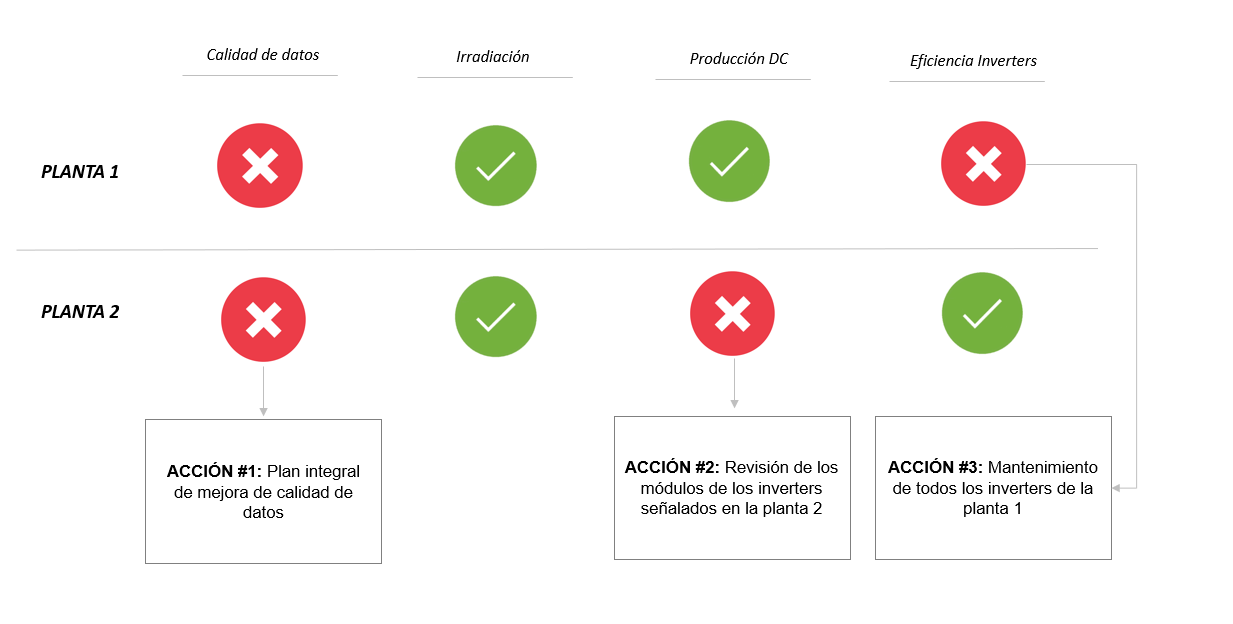 Calidad de datos
Irradiación
Producción DC
Eficiencia Inverters
PLANTA 1
PLANTA 2
ACCIÓN #1: Plan integral
de mejora de calidad de
datos
ACCIÓN #2: Revisión de los
módulos de los inverters
señalados en la planta 2
ACCIÓN #3: Mantenimiento
de todos los inverters de la
planta 1